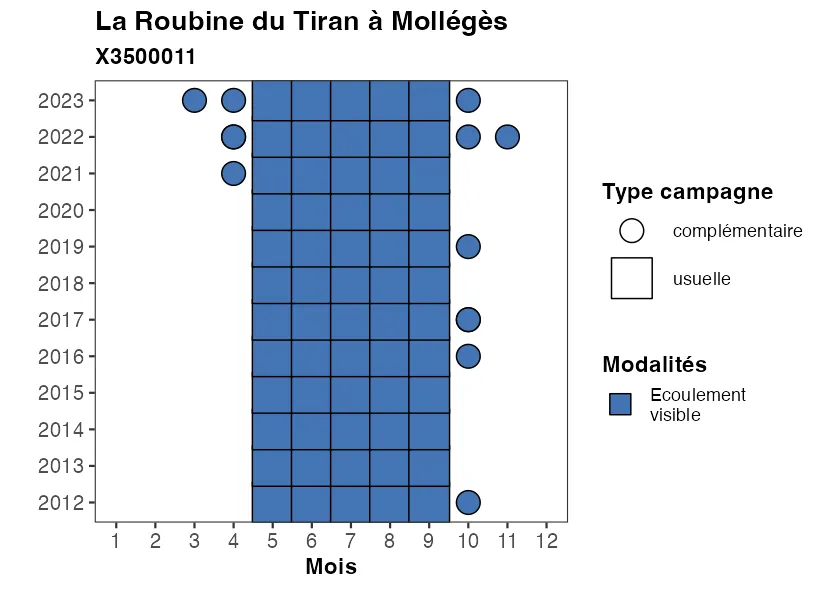 La Roubine du Tiran à Mollégès
X3500011
2023
2022
2021
2020
2019
2018
2017
2016
2015
2014
2013
2012
1 2 3 4 5 6 7 8 9 10 11 12
Mois
Type campagne
complémentaire
usuelle
Modalités
Ecoulement
visible